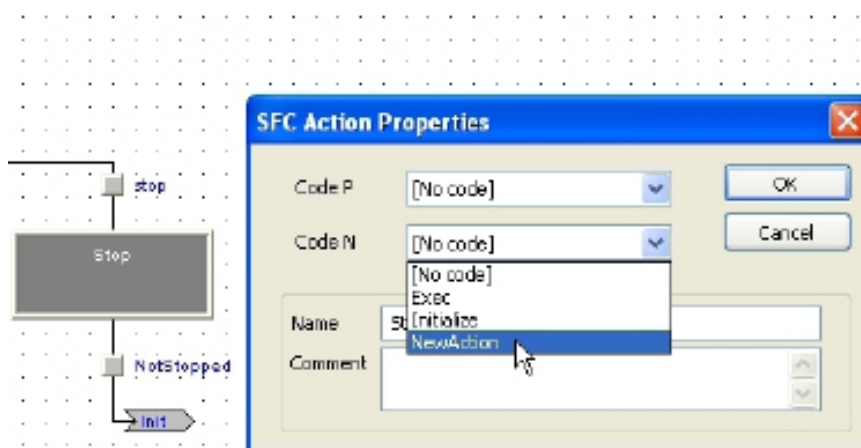 SFC Action Properties
stop
Stop
NotStopped
Init
Code P
[No code]
OK
Code N
[No code]
Cancel
[No code]
Exec
Initialize
NewAction
Name
Comment